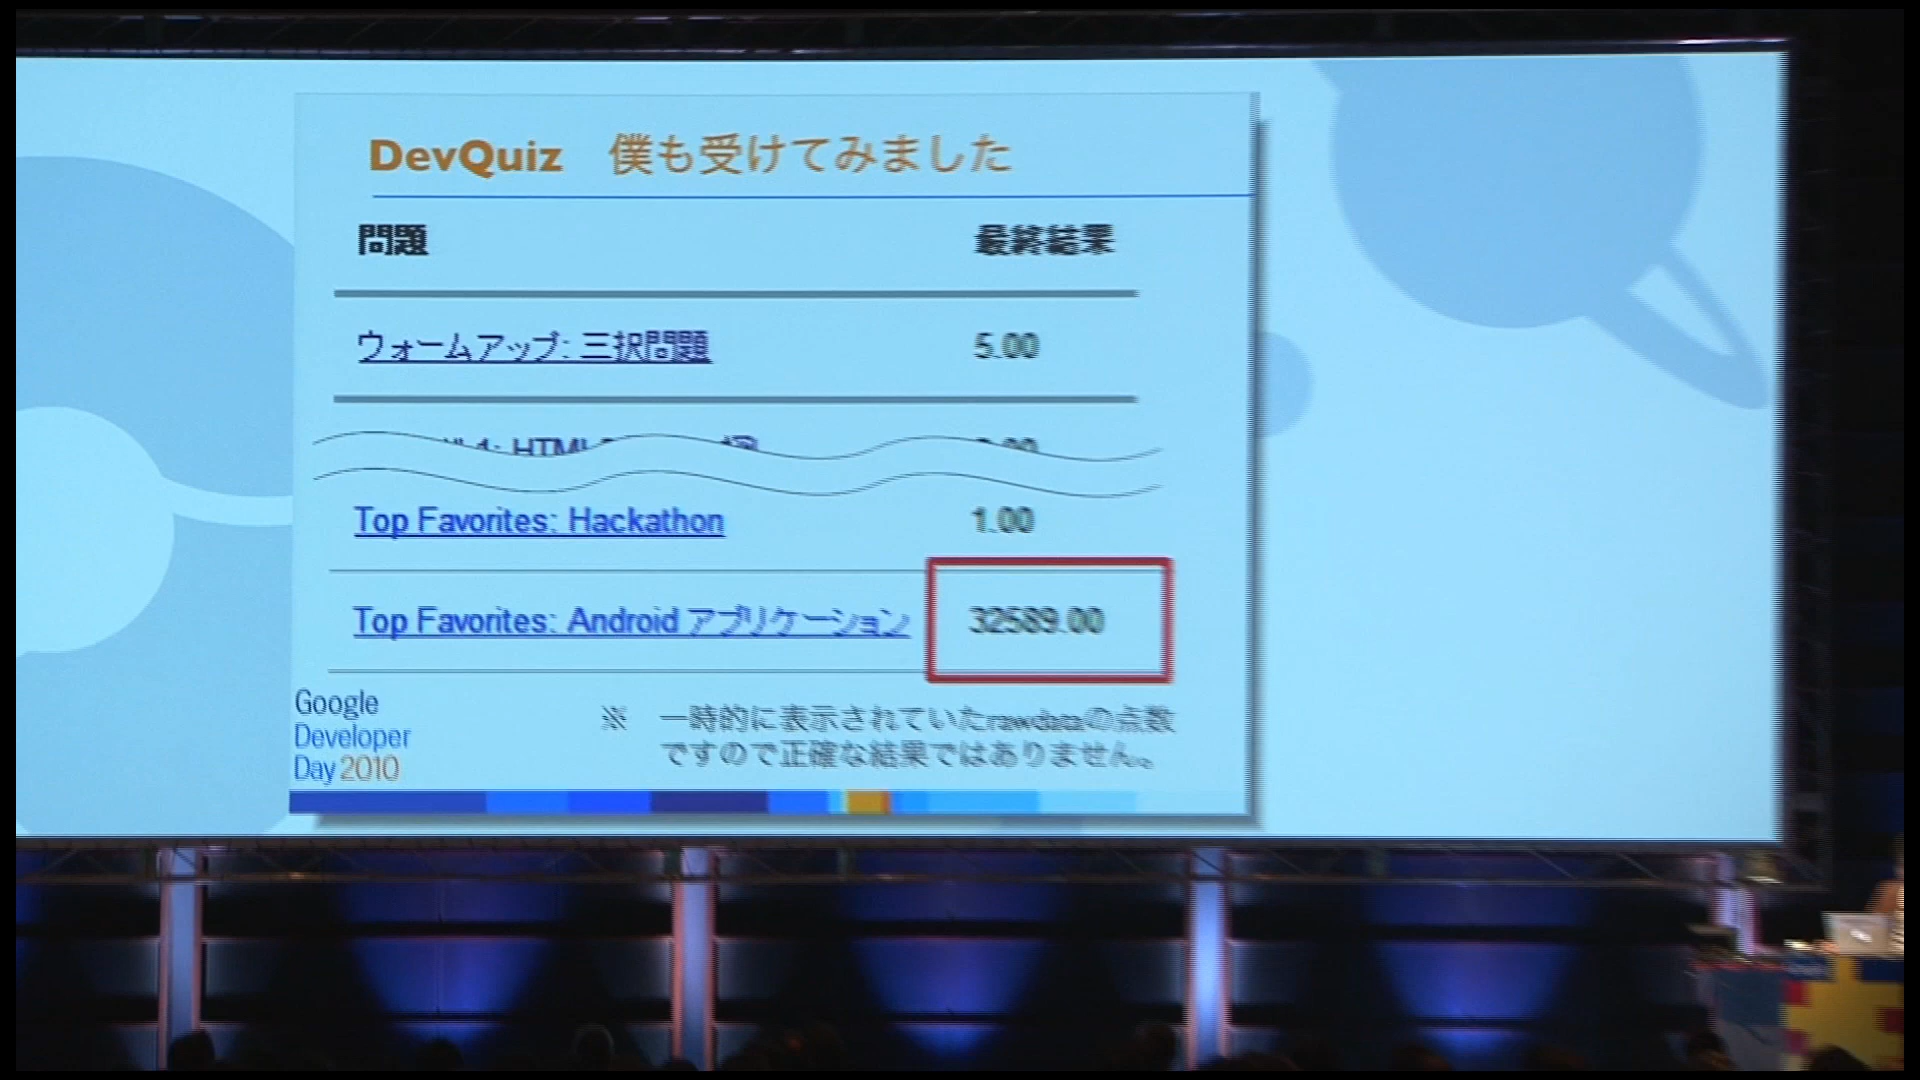 DevQuiz 僕も受けてみました
問題 最終結果
ウォームアップ: 三択問題 5.00
Top Favorites: Hackathon 1.00
Top Favorites: Android アプリケーション 32589.00
※ 一時的に表示されていたrawdataの点数
ですので正確な結果ではありません。
Google
Developer
Day2010